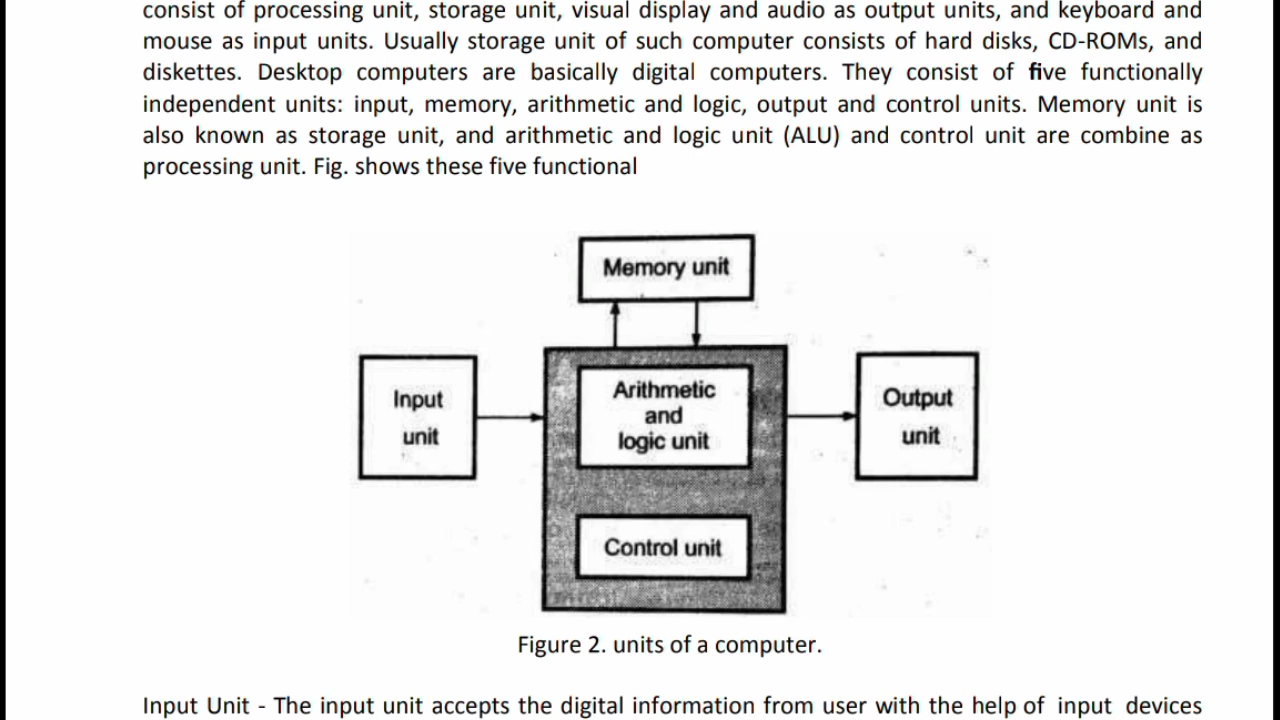 consist of processing unit, storage unit, visual display and audio as output units, and keyboard and
mouse as input units. Usually storage unit of such computer consists of hard disks, CD-ROMs, and
diskettes. Desktop computers are basically digital computers. They consist of five functionally
independent units: input, memory, arithmetic and logic, output and control units. Memory unit is
also known as storage unit, and arithmetic and logic unit (ALU) and control unit are combine as
processing unit. Fig. shows these five functional
Memory unit
Input
unit
Arithmetic
and
logic unit
Control unit
Output
unit
Figure 2. units of a computer.
Input Unit - The input unit accepts the digital information from user with the help of input devices